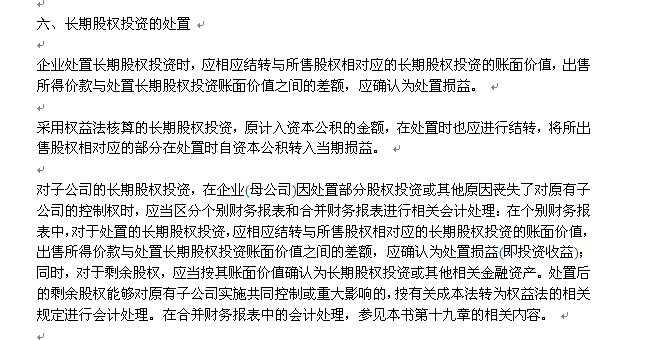 六、长期股权投资的处置
企业处置长期股权投资时，应相应结转与所售股权相对应的长期股权投资的账面价值，出售
所得价款与处置长期股权投资账面价值之间的差额，应确认为处置损益。
采用权益法核算的长期股权投资，原计入资本公积的金额，在处置时也应进行结转，将所出
售股权相对应的部分在处置时自资本公积转入当期损益。
对子公司的长期股权投资，在企业(母公司)因处置部分股权投资或其他原因丧失了对原有子
公司的控制权时，应当区分个别财务报表和合并财务报表进行相关会计处理：在个别财务报
表中，对于处置的长期股权投资，应相应结转与所售股权相对应的长期股权投资的账面价值，
出售所得价款与处置长期股权投资账面价值之间的差额，应确认为处置损益(即投资收益)；
同时，对于剩余股权，应当按其账面价值确认为长期股权投资或其他相关金融资产。处置后
的剩余股权能够对原有子公司实施共同控制或重大影响的，按有关成本法转为权益法的相关
规定进行会计处理。在合并财务报表中的会计处理，参见本书第十九章的相关内容。